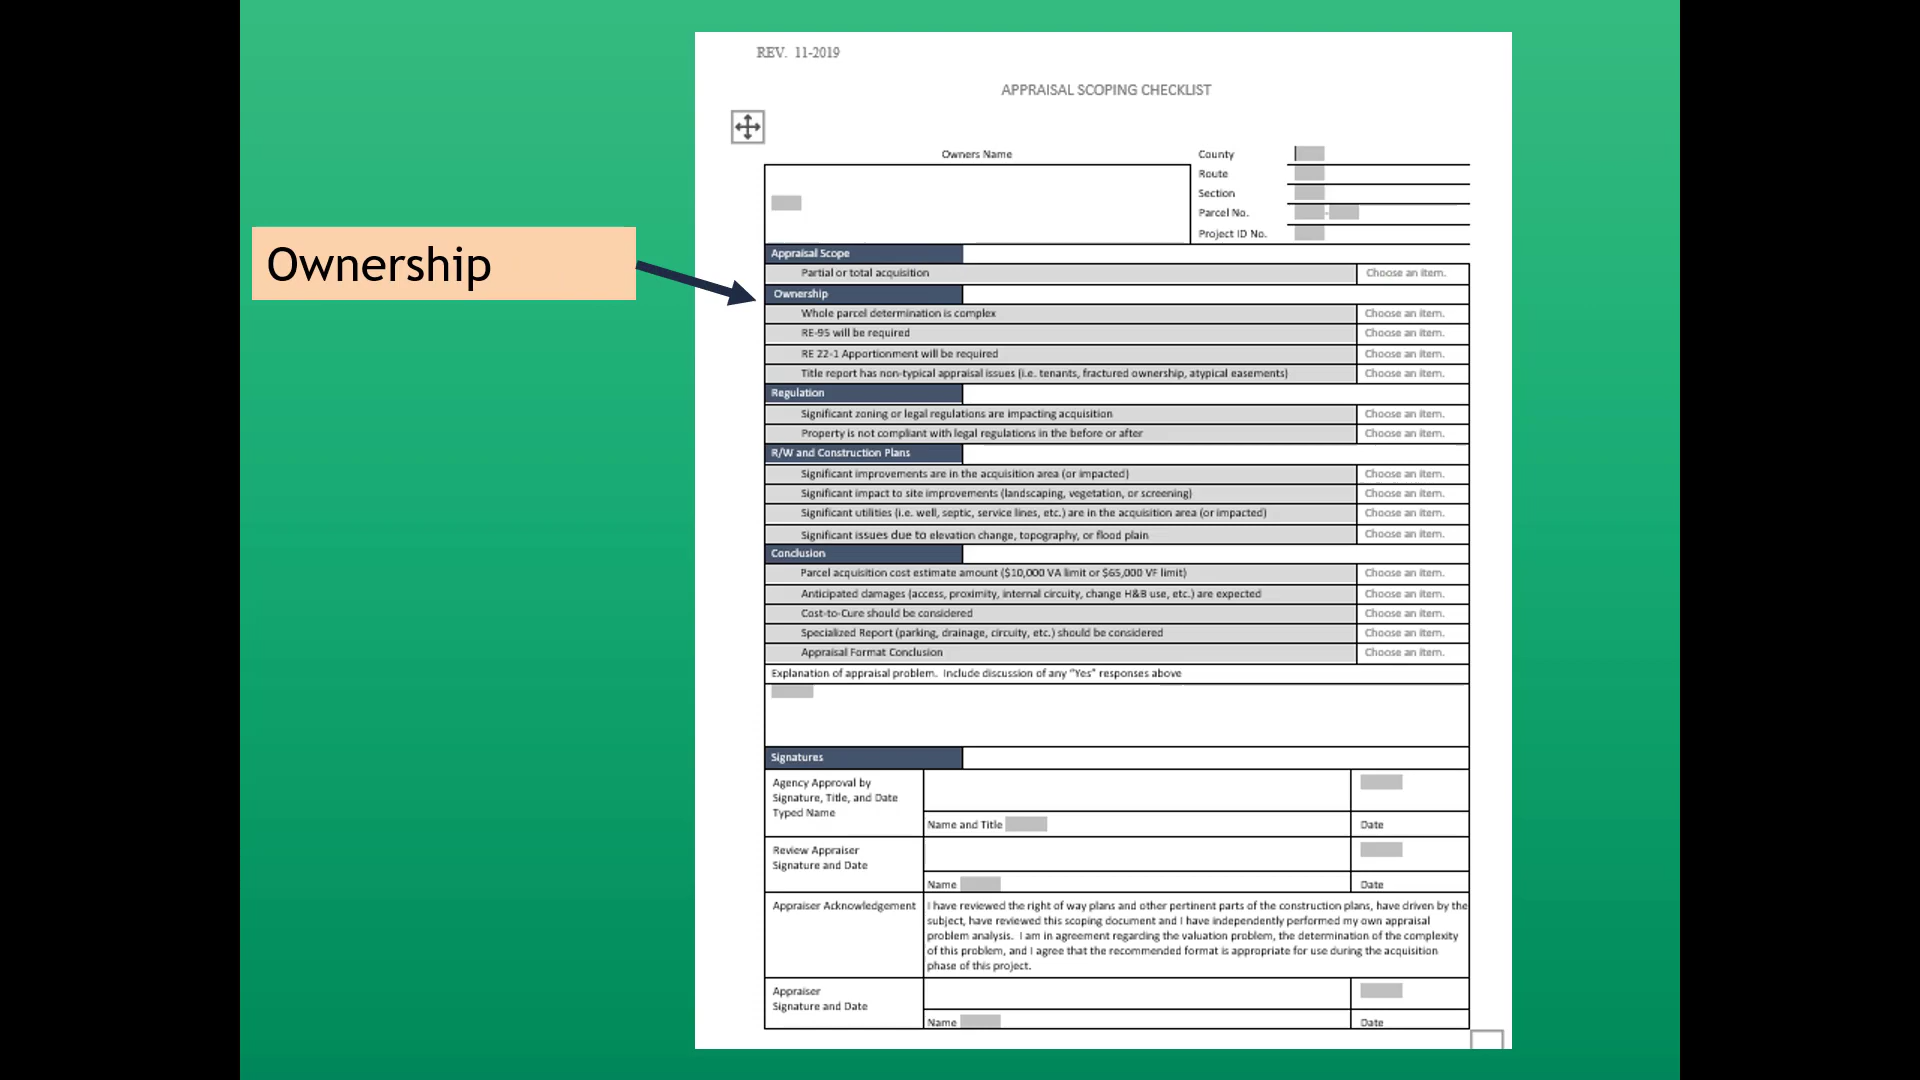 REV. 11-2019
APPRAISAL SCOPING CHECKLIST
Owners Name
County
Route
Section
Parcel No. -
Project ID No.
Ownership
Appraisal Scope
Partial or total acquisition Choose an item.
Ownership
Whole parcel determination is complex Choose an item.
RE-95 will be required Choose an item.
RE 22-1 Apportionment will be required Choose an item.
Title report has non-typical appraisal issues (i.e. tenants, fractured ownership, atypical easements) Choose an item.
Regulation
Significant zoning or legal regulations are impacting acquisition Choose an item.
Property is not compliant with legal regulations in the before or after Choose an item.
R/W and Construction Plans
Significant improvements are in the acquisition area (or impacted) Choose an item.
Significant impact to site improvements (landscaping, vegetation, or screening) Choose an item.
Significant utilities (i.e. well, septic, service lines, etc.) are in the acquisition area (or impacted) Choose an item.
Significant issues due to elevation change, topography, or flood plain Choose an item.
Conclusion
Parcel acquisition cost estimate amount ($10,000 VA limit or $65,000 VF limit) Choose an item.
Anticipated damages (access, proximity, internal circuity, change H&B use, etc.) are expected Choose an item.
Cost-to-Cure should be considered Choose an item.
Specialized Report (parking, drainage, circuity, etc.) should be considered Choose an item.
Appraisal Format Conclusion Choose an item.
Explanation of appraisal problem. Include discussion of any "Yes" responses above
Signatures
Agency Approval by
Signature, Title, and Date
Typed Name
Name and Title Date
Review Appraiser
Signature and Date
Name Date
Appraiser Acknowledgement
I have reviewed the right of way plans and other pertinent parts of the construction plans, have driven by the
subject, have reviewed this scoping document and I have independently performed my own appraisal
problem analysis. I am in agreement regarding the valuation problem, the determination of the complexity
of this problem, and I agree that the recommended format is appropriate for use during the acquisition
phase of this project.
Appraiser
Signature and Date
Name Date